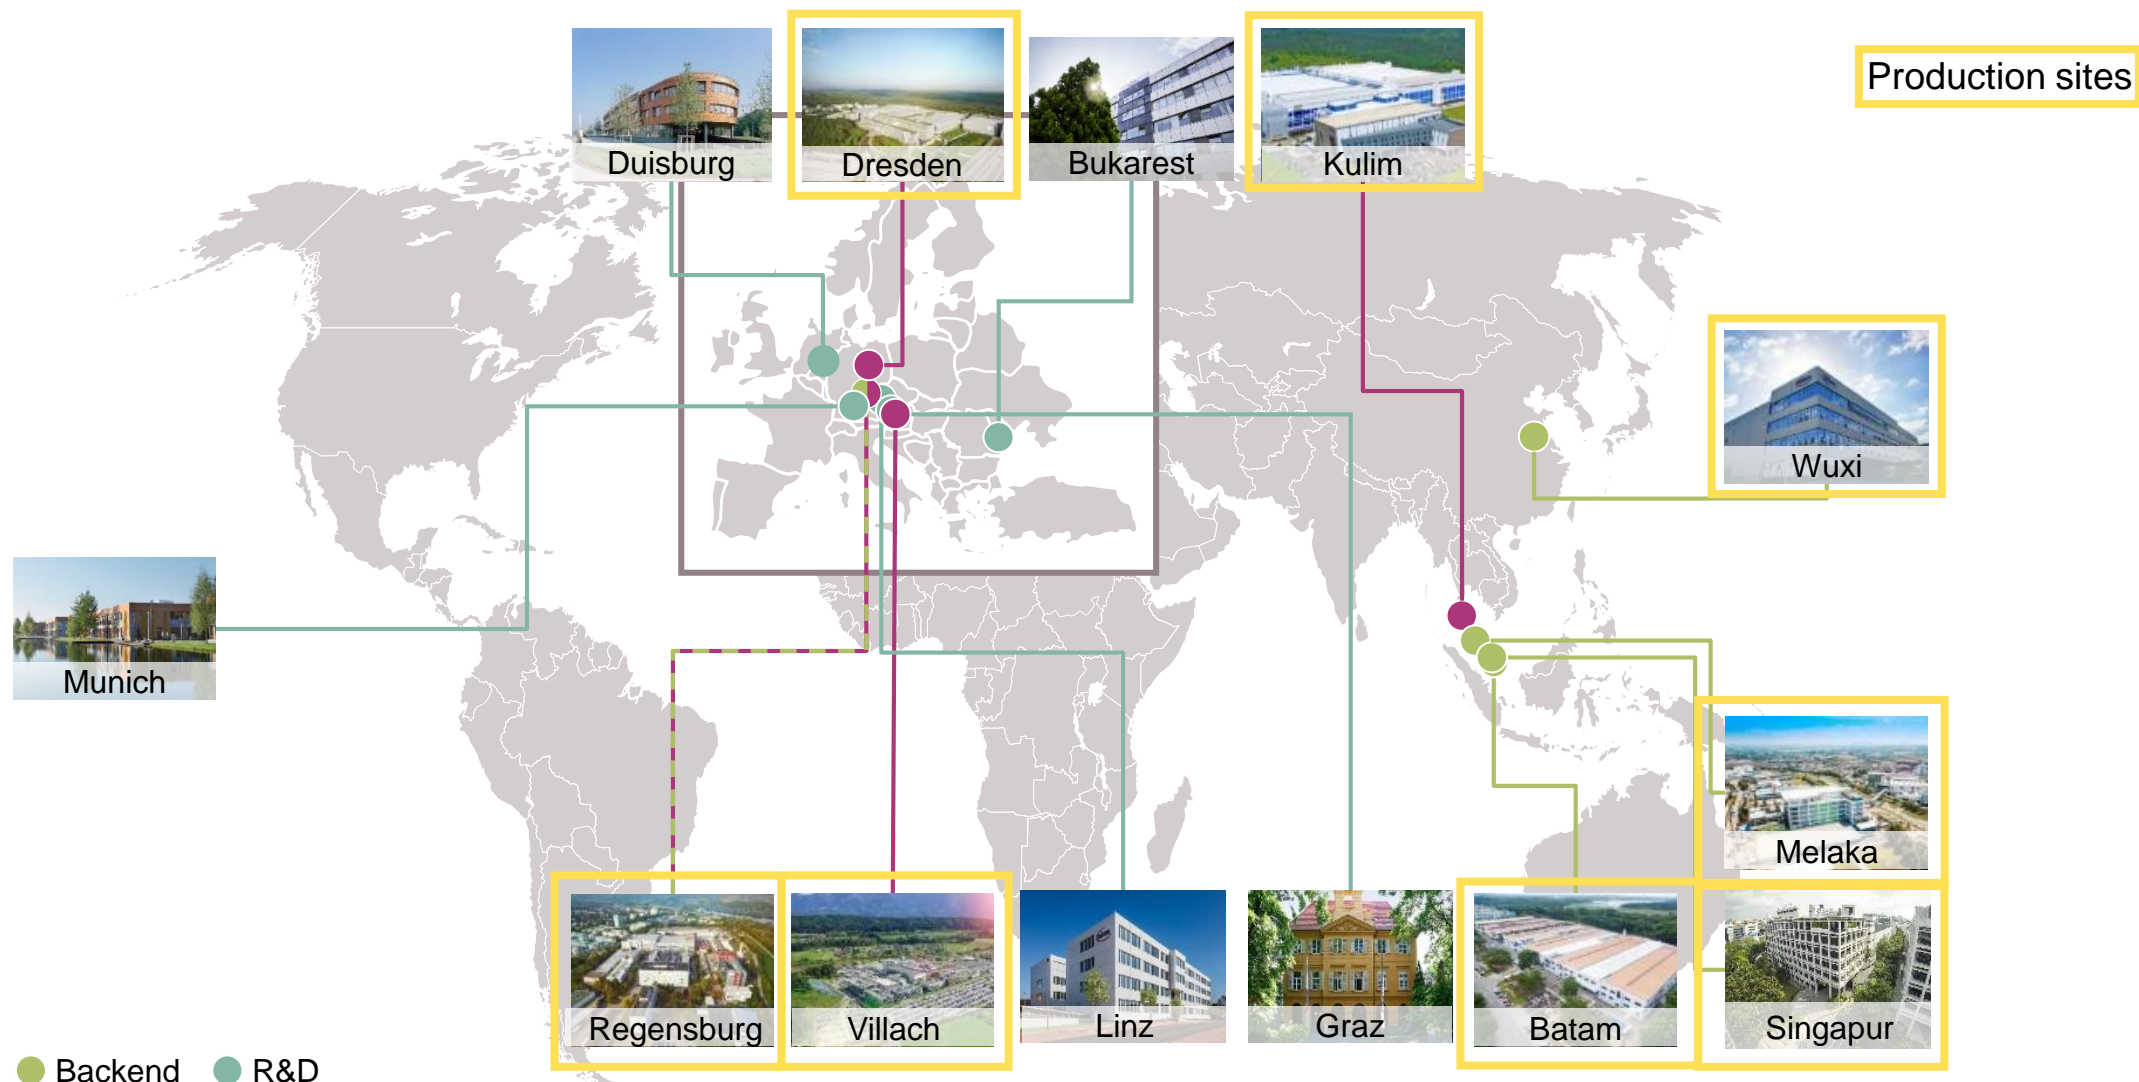 Production sites
Duisburg
Dresden
Bukarest
Kulim
Wuxi
Munich
Melaka
Regensburg
Villach
Linz
Graz
Batam
Singapur
Backend
R&D